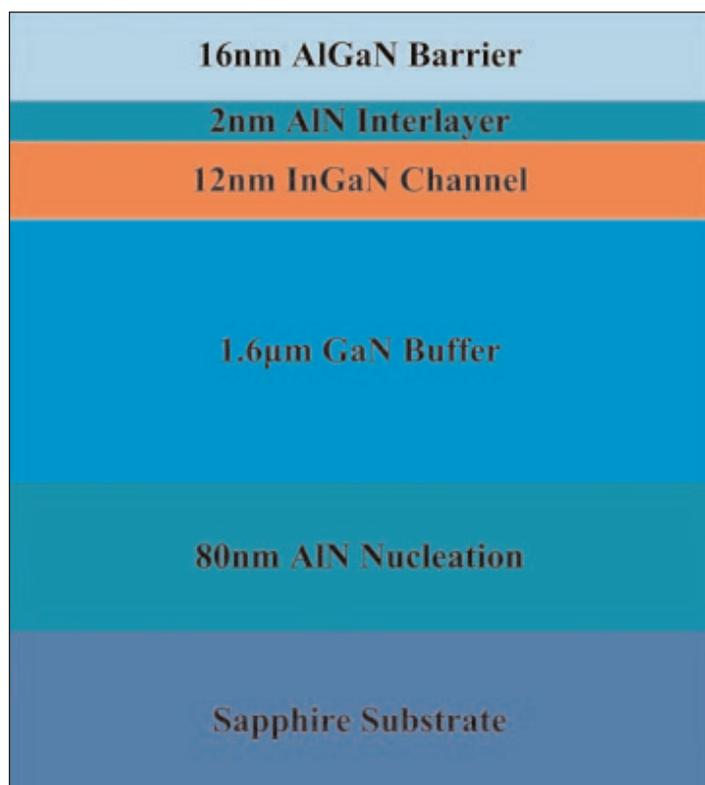 16nm AlGaN Barrier
2nm AlN Interlayer
12nm InGaN Channel
1.6μm GaN Buffer
80nm AlN Nucleation
Sapphire Substrate